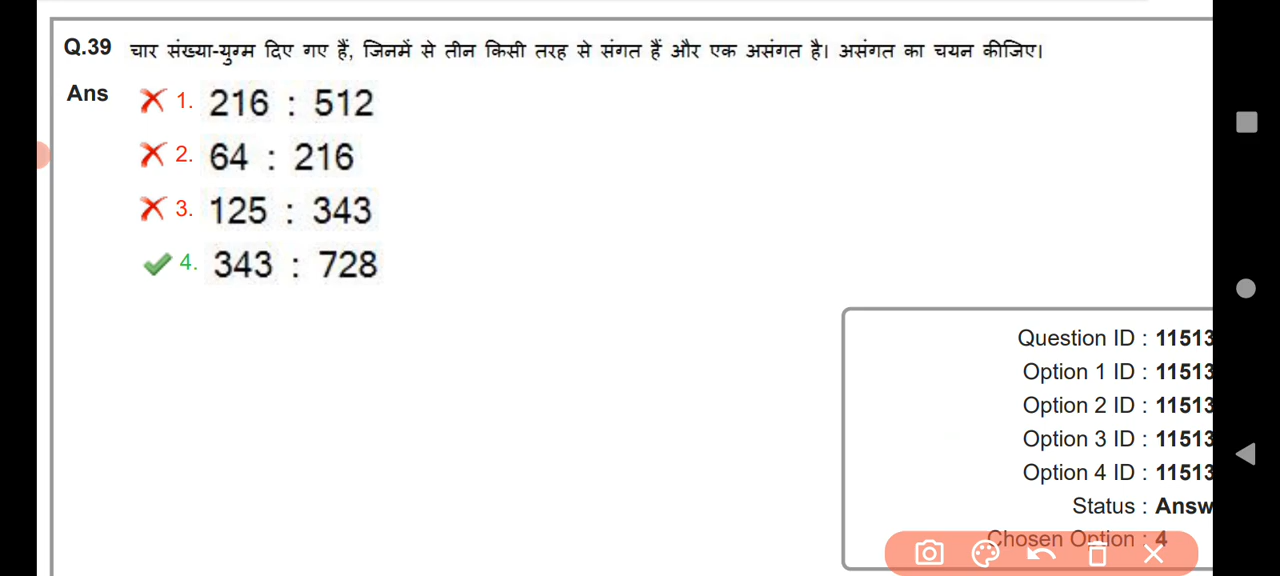 Q.39 चार संख्या-युग्म दिए गए हैं, जिनमें से तीन किसी तरह से संगत हैं और एक असंगत है। असंगत का चयन कीजिए।
Ans 1. 216 : 512
2. 64 : 216
3. 125 : 343
4. 343 : 728
Question ID : 11513
Option 1 ID : 11513
Option 2 ID : 11513
Option 3 ID : 11513
Option 4 ID : 11513
Status : Answ
Chosen Option : 4